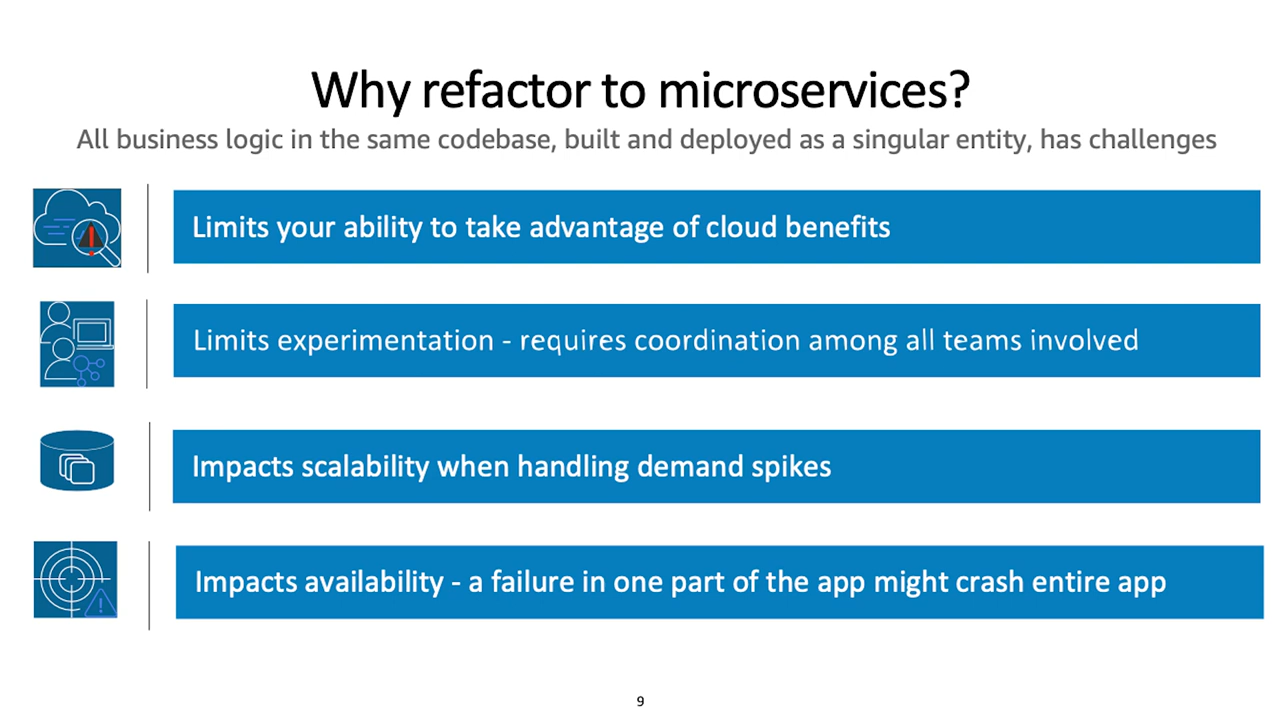 Why refactor to microservices?
All business logic in the same codebase, built and deployed as a singular entity, has challenges
Limits your ability to take advantage of cloud benefits
Limits experimentation - requires coordination among all teams involved
Impacts scalability when handling demand spikes
Impacts availability - a failure in one part of the app might crash entire app
9